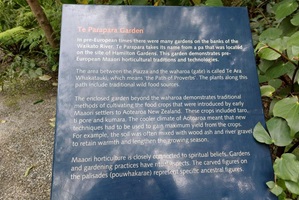 Te Parapara Garden
In pre-European times there were many gardens on the banks of the
Waikato River. Te Parapara takes its name from a pa that was located
on the site of Hamilton Gardens. This garden demonstrates pre-
European Maaori horticultural traditions and technologies.
The area between the Piazza and the waharoa (gate) is called Te Ara
Whakatauki, which means 'the Path of Proverbs'. The plants along this
path include traditional wild food sources.
The enclosed garden beyond the waharoa demonstrates traditional
methods of cultivating the food crops that were introduced by early
Maaori settlers to Aotearoa New Zealand. These crops included taro,
ti pore and kumara. The cooler climate of Aotearoa meant that new
techniques had to be used to gain maximum yield from the crops.
For example, the soil was often mixed with wood ash and river gravel
to retain warmth and lengthen the growing season.
Maaori horticulture is closely connected to spiritual beliefs. Gardens
and gardening practices have ritual aspects. The carved figures on
the palisades (pouwhakarae) represent specific ancestral figures.